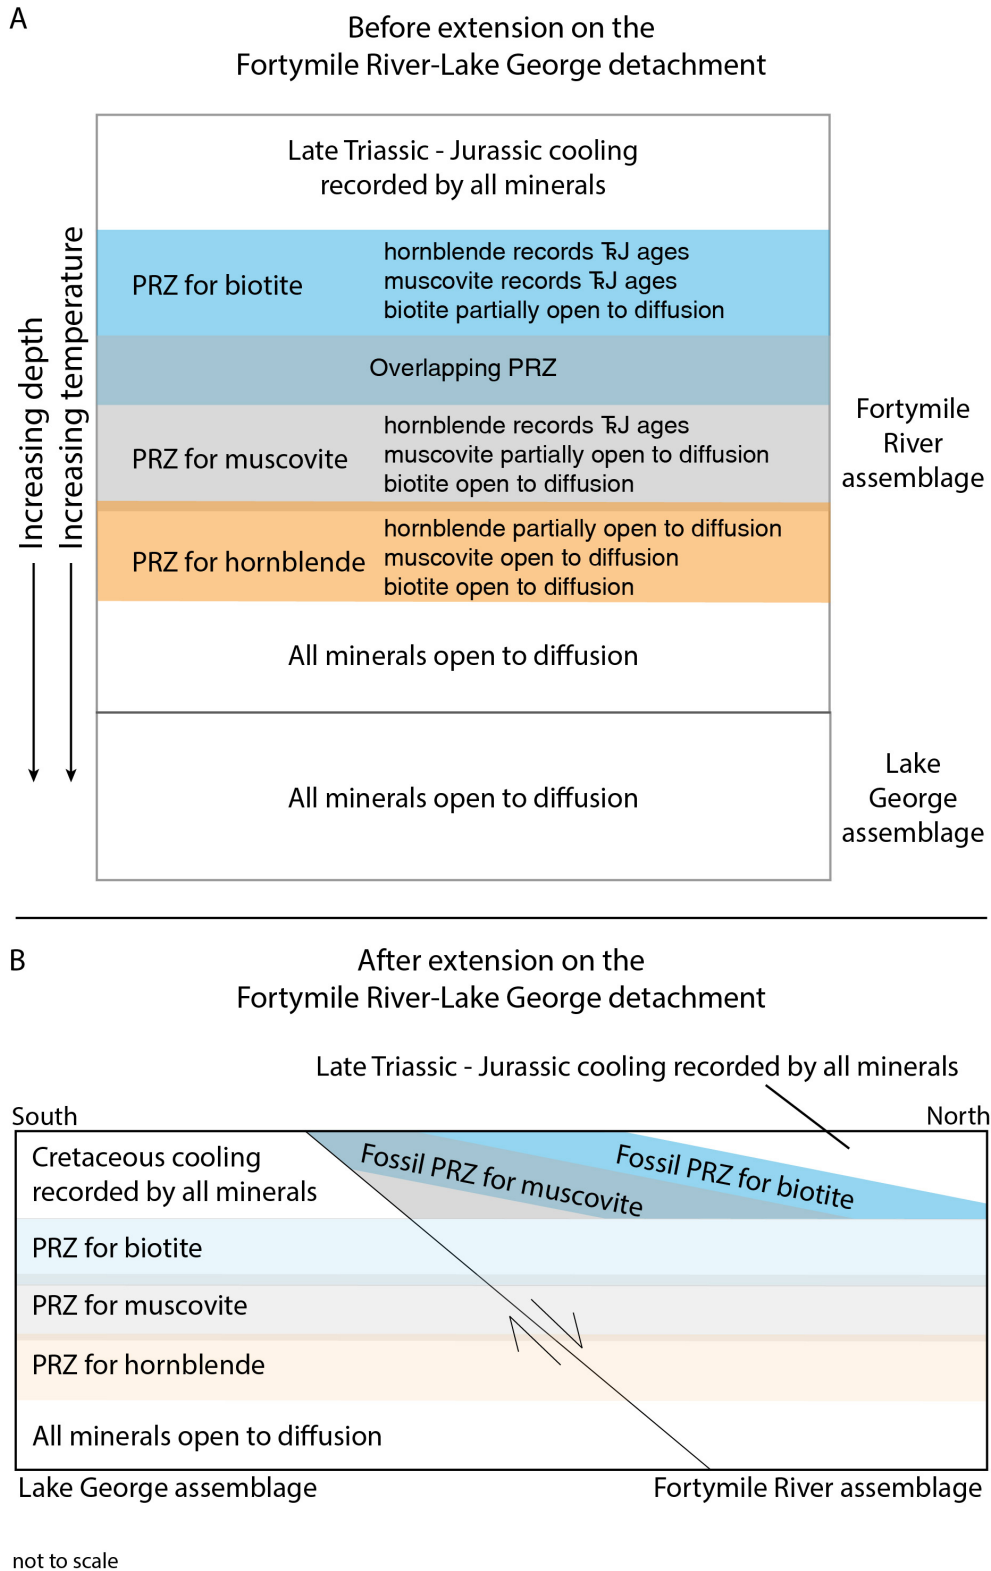 A
Before extension on the
Fortymile River-Lake George detachment
Late Triassic - Jurassic cooling
recorded by all minerals
PRZ for biotite
hornblende records ŦJ ages
muscovite records ŦJ ages
biotite partially open to diffusion
Overlapping PRZ
PRZ for muscovite
hornblende records ŦJ ages
muscovite partially open to diffusion
biotite open to diffusion
PRZ for hornblende
hornblende partially open to diffusion
muscovite open to diffusion
biotite open to diffusion
All minerals open to diffusion
All minerals open to diffusion
Increasing depth
Increasing temperature
Fortymile
River
assemblage
Lake
George
assemblage
B
After extension on the
Fortymile River-Lake George detachment
Late Triassic - Jurassic cooling recorded by all minerals
South
North
Cretaceous cooling
recorded by all minerals
Fossil PRZ for muscovite
Fossil PRZ for biotite
PRZ for biotite
PRZ for muscovite
PRZ for hornblende
All minerals open to diffusion
Lake George assemblage
Fortymile River assemblage
not to scale